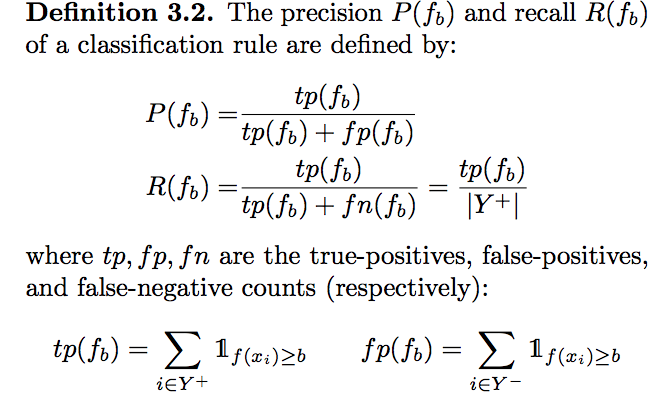 Definition 3.2. The precision P(f_b) and recall R(f_b)
of a classification rule are defined by:
P(f_b) = \frac{tp(f_b)}{tp(f_b) + fp(f_b)}
R(f_b) = \frac{tp(f_b)}{tp(f_b) + fn(f_b)} = \frac{tp(f_b)}{|Y^+|}
where tp, fp, fn are the true-positives, false-positives,
and false-negative counts (respectively):
tp(f_b) = \sum_{i \in Y^+} \mathbb{1}_{f(x_i) \geq b} fp(f_b) = \sum_{i \in Y^-} \mathbb{1}_{f(x_i) \geq b}